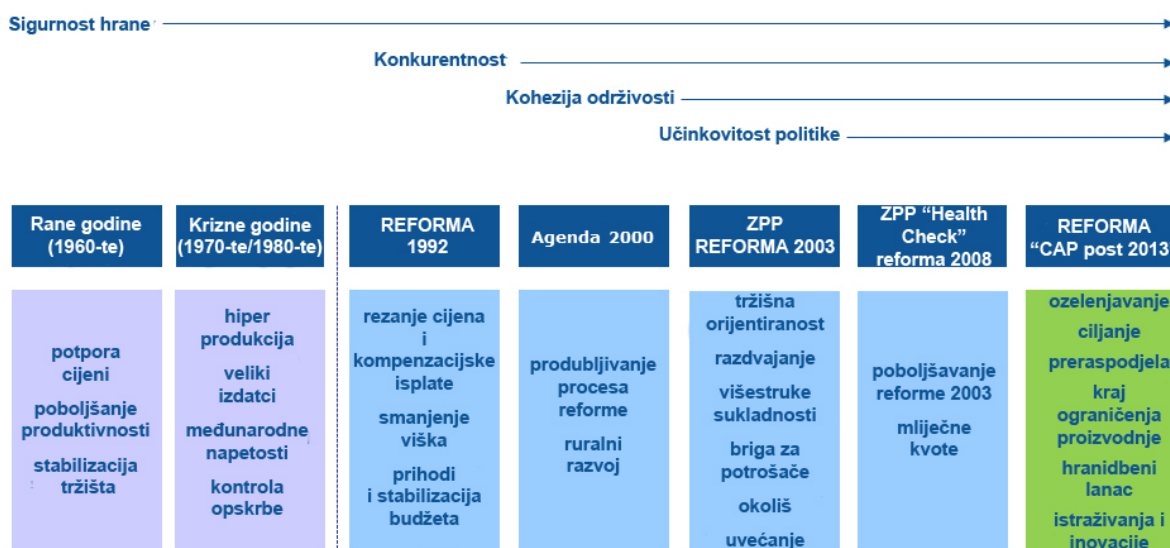 Sigurnost hrane
Konkurentnost
Kohezija održivosti
Učinkovitost politike
Rane godine
(1960-te)
potpora
cijeni
poboljšanje
produktivnosti
stabilizacija
tržišta
Krizne godine
(1970-te/1980-te)
hiper
produkcija
veliki
izdatci
međunarodne
napetosti
kontrola
opskrbe
REFORMA
1992
rezanje cijena
i
kompenzacijske
isplate
smanjenje
viška
prihodi
i stabilizacija
budžeta
Agenda 2000
produbljivanje
procesa
reforme
ruralni
razvoj
ZPP
REFORMA 2003
tržišna
orijentiranost
razdvajanje
višestruke
sukladnosti
briga za
potrošače
okoliš
uvećanje
ZPP “Health
Check”
reforma 2008
poboljšavanje
reforme 2003
mliječne
kvote
REFORMA
“CAP post 2013”
ozelenjavanje
ciljanje
preraspodjela
kraj
ograničenja
proizvodnje
hranidbeni
lanac
istraživanja i
inovacije